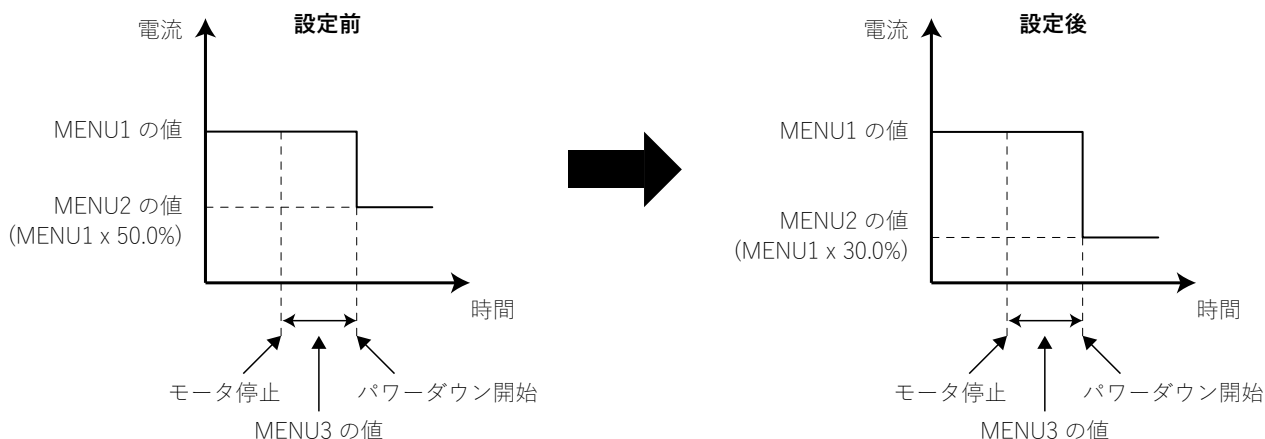 設定前
電流
MENU1 の値
MENU2 の値
(MENU1 x 50.0%)
時間
モータ停止
パワーダウン開始
MENU3 の値
設定後
電流
MENU1 の値
MENU2 の値
(MENU1 x 30.0%)
時間
モータ停止
パワーダウン開始
MENU3 の値